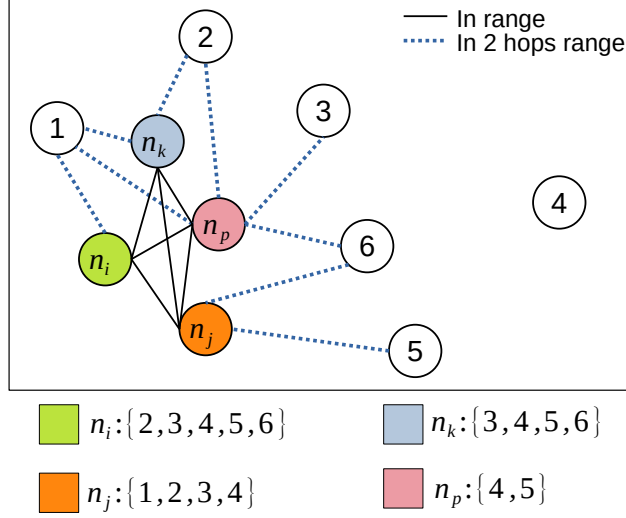 In range
In 2 hops range
2
3
1
n_k
4
n_p
6
n_i
n_j
5
n_i:{2,3,4,5,6}
n_k:{3,4,5,6}
n_j:{1,2,3,4}
n_p:{4,5}